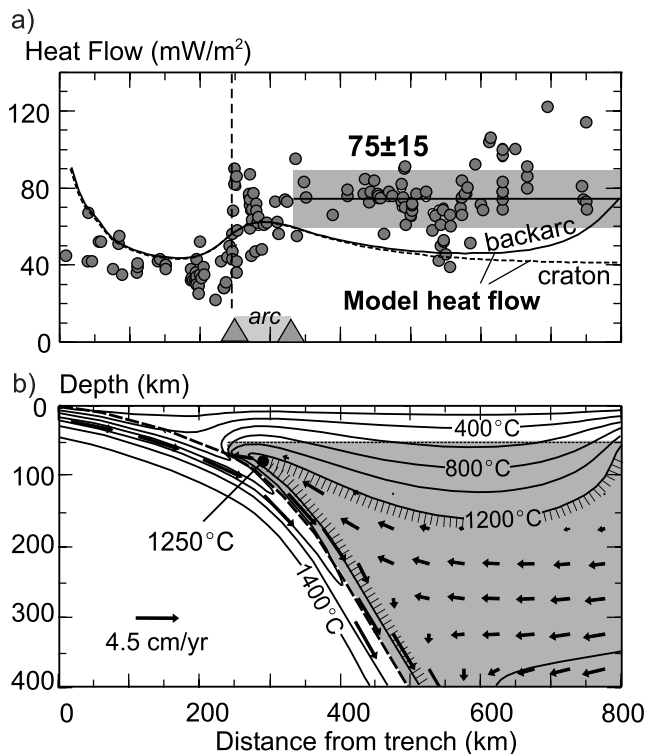 a)
Heat Flow (mW/m²)
120
80
40
0
75±15
backarc
craton
Model heat flow
arc
b) Depth (km)
0
100
200
300
400
400°C
800°C
1200°C
1250°C
1400°C
4.5 cm/yr
0 200 400 600 800
Distance from trench (km)